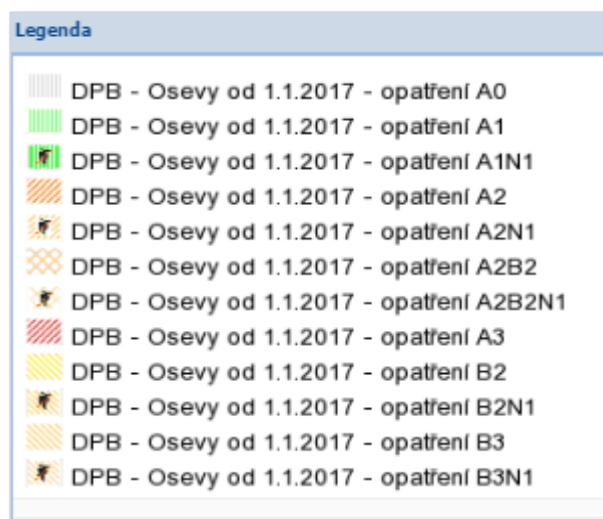 Legenda
DPB - Osevy od 1.1.2017 - opatření A0
DPB - Osevy od 1.1.2017 - opatření A1
DPB - Osevy od 1.1.2017 - opatření A1N1
DPB - Osevy od 1.1.2017 - opatření A2
DPB - Osevy od 1.1.2017 - opatření A2N1
DPB - Osevy od 1.1.2017 - opatření A2B2
DPB - Osevy od 1.1.2017 - opatření A2B2N1
DPB - Osevy od 1.1.2017 - opatření A3
DPB - Osevy od 1.1.2017 - opatření B2
DPB - Osevy od 1.1.2017 - opatření B2N1
DPB - Osevy od 1.1.2017 - opatření B3
DPB - Osevy od 1.1.2017 - opatření B3N1